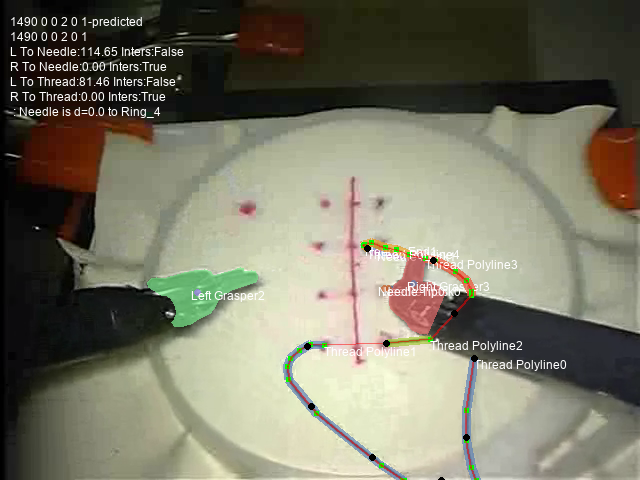 1490 0 0 2 0 1-predicted
1490 0 0 2 0 1
L To Needle:114.65 Inters:False
R To Needle:0.00 Inters:True
L To Thread:81.46 Inters:False
R To Thread:0.00 Inters:True
: Needle is d=0.0 to Ring_4
Thread Polyline3
Right Grasper3
Left Grasper2
Thread Polyline2
Thread Polyline1
Thread Polyline0